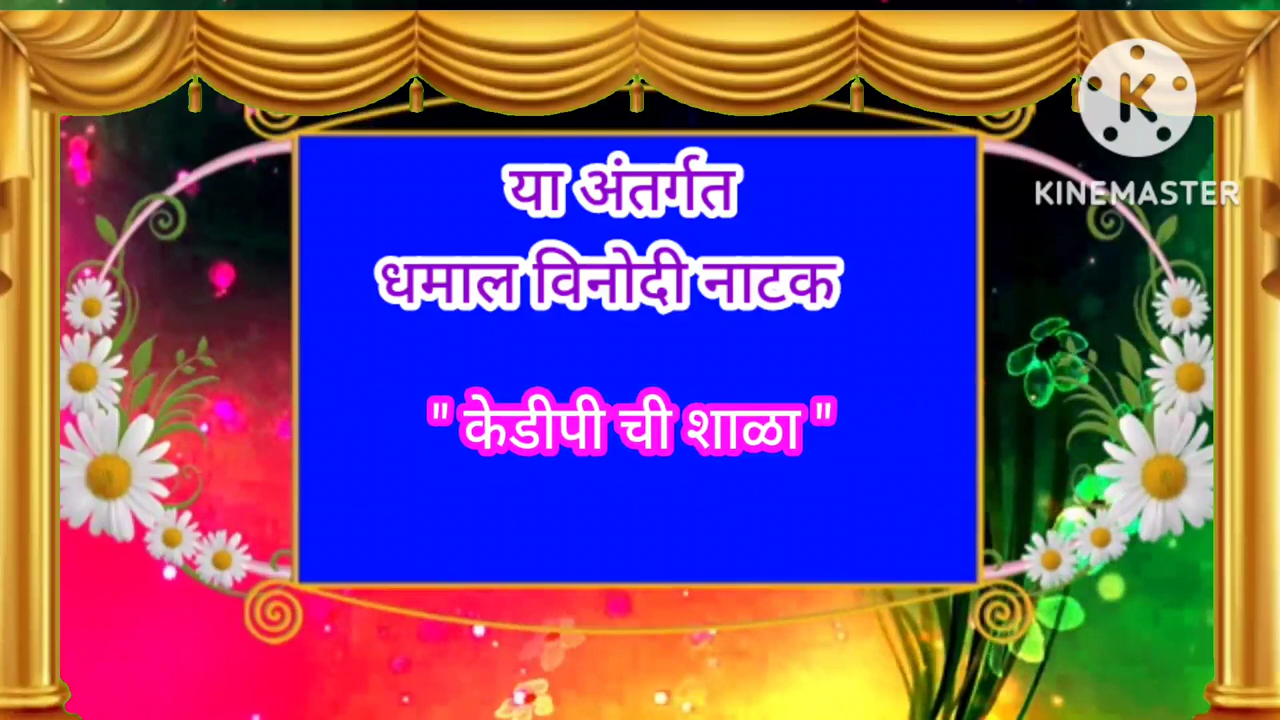 KINEMASTER
या अंतर्गत
धमाल विनोदी नाटक
" केडीपी ची शाळा "